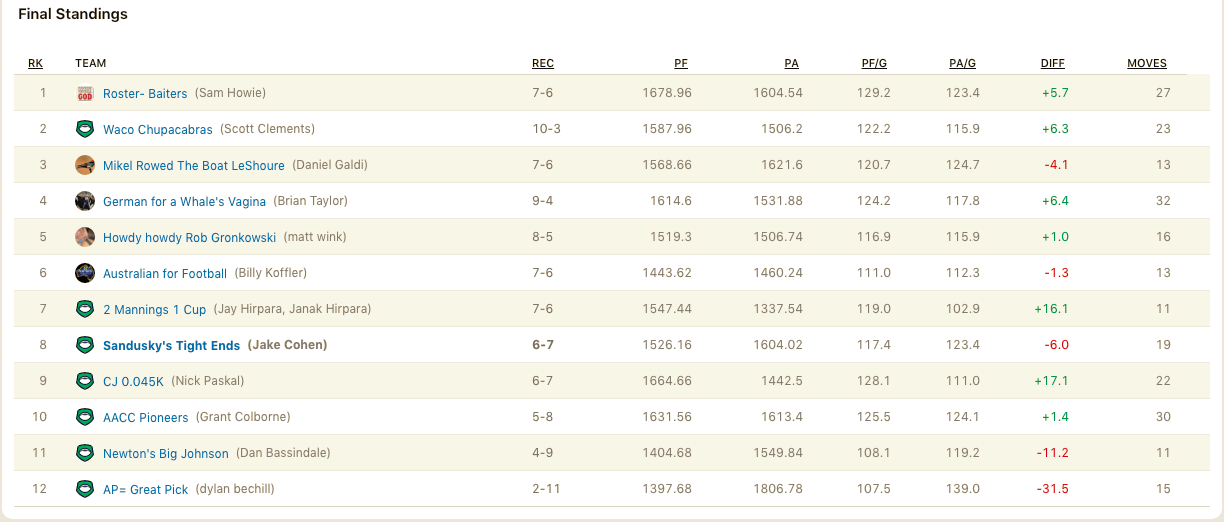 Final Standings
RK TEAM REC PF PA PF/G PA/G DIFF MOVES
1 GOD Roster- Baiters (Sam Howie) 7-6 1678.96 1604.54 129.2 123.4 +5.7 27
2 Waco Chupacabras (Scott Clements) 10-3 1587.96 1506.2 122.2 115.9 +6.3 23
3 Mikel Rowed The Boat LeShoure (Daniel Galdi) 7-6 1568.66 1621.6 120.7 124.7 -4.1 13
4 German for a Whale's Vagina (Brian Taylor) 9-4 1614.6 1531.88 124.2 117.8 +6.4 32
5 Howdy howdy Rob Gronkowski (matt wink) 8-5 1519.3 1506.74 116.9 115.9 +1.0 16
6 Australian for Football (Billy Koffler) 7-6 1443.62 1460.24 111.0 112.3 -1.3 13
7 2 Mannings 1 Cup (Jay Hirpara, Janak Hirpara) 7-6 1547.44 1337.54 119.0 102.9 +16.1 11
8 Sandusky's Tight Ends (Jake Cohen) 6-7 1526.16 1604.02 117.4 123.4 -6.0 19
9 CJ 0.045K (Nick Paskal) 6-7 1664.66 1442.5 128.1 111.0 +17.1 22
10 AACC Pioneers (Grant Colborne) 5-8 1631.56 1613.4 125.5 124.1 +1.4 30
11 Newton's Big Johnson (Dan Bassindale) 4-9 1404.68 1549.84 108.1 119.2 -11.2 11
12 AP= Great Pick (dylan bechill) 2-11 1397.68 1806.78 107.5 139.0 -31.5 15